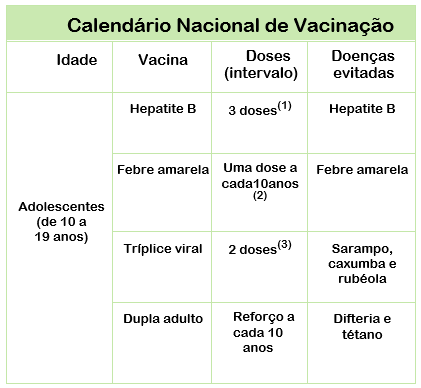 Calendário Nacional de Vacinação
Idade Vacina Doses (intervalo) Doenças evitadas
Adolescentes (de 10 a 19 anos)
Hepatite B 3 doses(1) Hepatite B
Febre amarela Uma dose a cada10anos (2) Febre amarela
Tríplice viral 2 doses(3) Sarampo, caxumba e rubéola
Dupla adulto Reforço a cada 10 anos Difteria e tétano